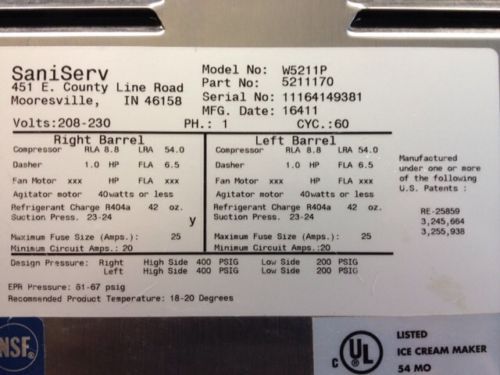 SaniServ
451 E. County Line Road
Mooresville, IN 46158
Model No: W5211P
Part No: 5211170
Serial No: 11164149381
MFG. Date: 16411
Volts:208-230 PH.: 1 CYC.:60
Right Barrel
Compressor RLA 8.8 LRA 54.0
Dasher 1.0 HP FLA 6.5
Fan Motor xxx HP FLA xxx
Agitator motor 40watts or less
Refrigerant Charge R404a 42 oz.
Suction Press. 23-24
y
Maximum Fuse Size (Amps.): 25
Minimum Circuit Amps.:20
Left Barrel
Compressor RLA 8.8 LRA 54.0
Dasher 1.0 HP FLA 6.5
Fan Motor xxx HP FLA xxx
Agitator motor 40watts or less
Refrigerant Charge R404a 42 oz.
Suction Press. 23-24
Maximum Fuse Size (Amps.): 25
Minimum Circuit Amps.:20
Manufactured
under one or more
of the following
U.S. Patents :
RE-25859
3,245,664
3,255,938
Design Pressure: Right High Side 400 PSIG Low Side 200 PSIG
Left High Side 400 PSIG Low Side 200 PSIG
EPR Pressure: 61-67 psig
Recommended Product Temperature: 18-20 Degrees
NSF
C UL
LISTED
ICE CREAM MAKER
54 MO